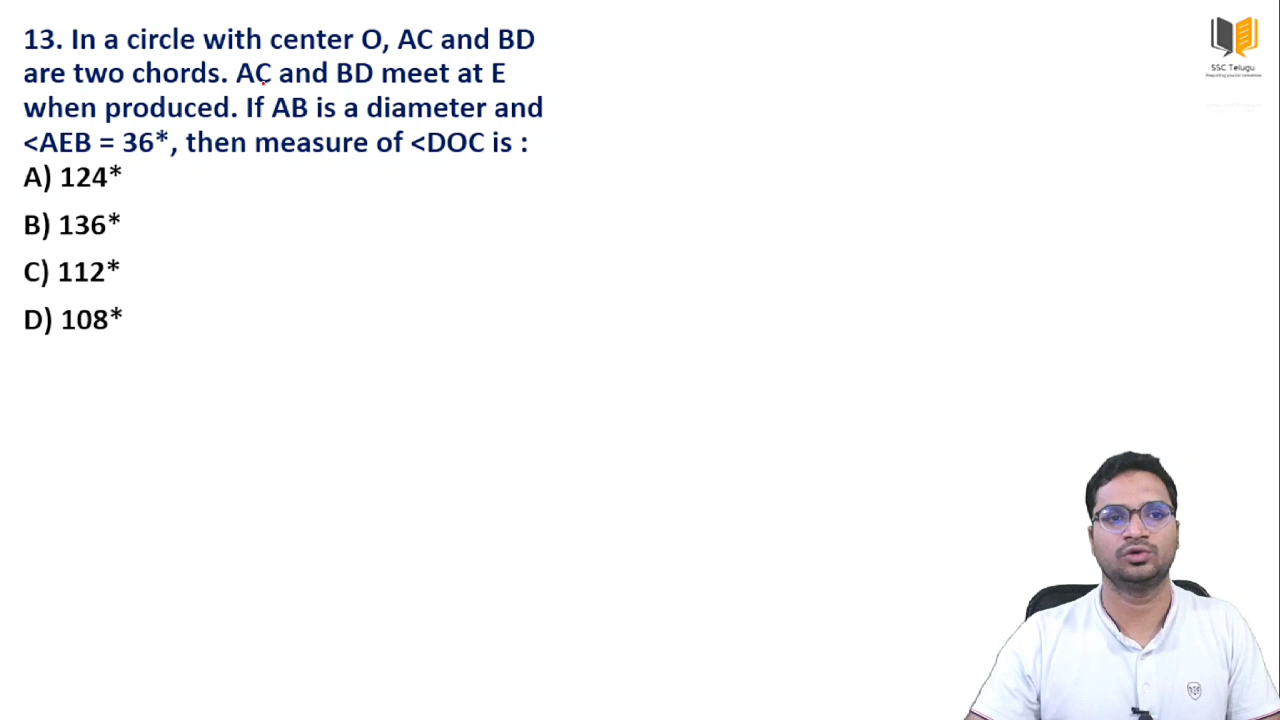 13. In a circle with center O, AC and BD
are two chords. AC and BD meet at E
when produced. If AB is a diameter and
<AEB = 36*, then measure of <DOC is :
A) 124*
B) 136*
C) 112*
D) 108*
SSC Telugu